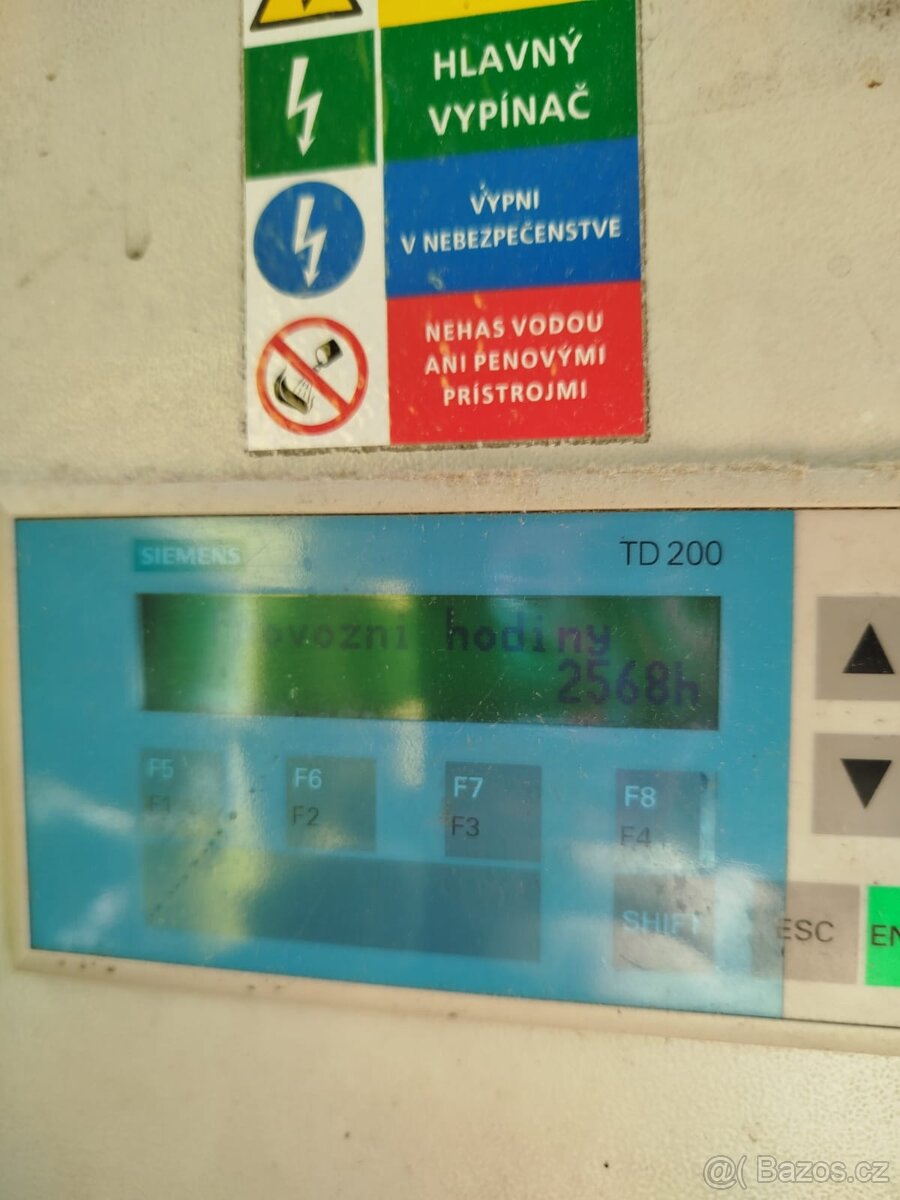 HLAVNÝ
VYPÍNAČ
VYPNI
V NEBEZPEČENSTVE
NEHAS VODOU
ANI PENOVÝMI
PRÍSTROJMI
SIEMENS
TD 200
hodiny
2568h
F5
F6
F7
F8
F1
F2
F3
F4
SHIFT
ESC
@( Bazos.cz